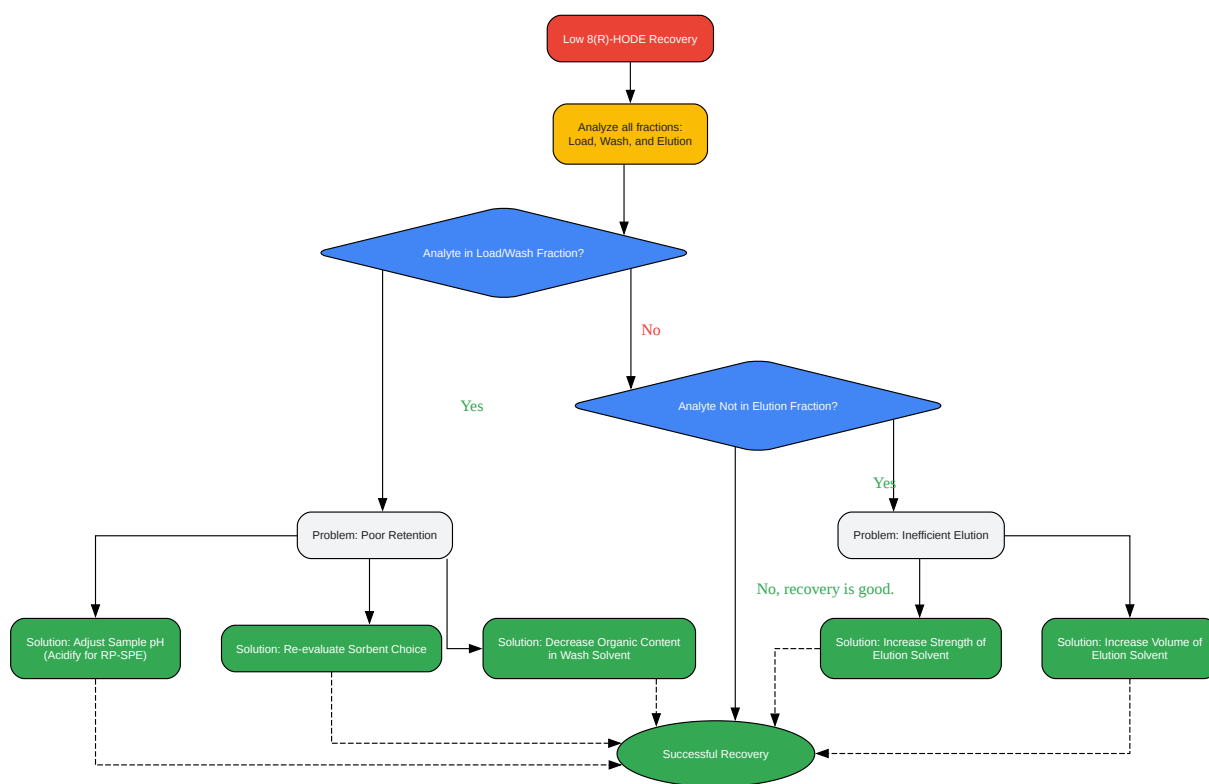 Low 8(R)-HODE Recovery
Analyze all fractions:
Load, Wash, and Elution
Analyte in Load/Wash Fraction?
No
Yes
Analyte Not in Elution Fraction?
Yes
Problem: Poor Retention
Problem: Inefficient Elution
No, recovery is good.
Solution: Adjust Sample pH
(Acidify for RP-SPE)
Solution: Re-evaluate Sorbent Choice
Solution: Decrease Organic Content
in Wash Solvent
Solution: Increase Strength of
Elution Solvent
Solution: Increase Volume of
Elution Solvent
Successful Recovery